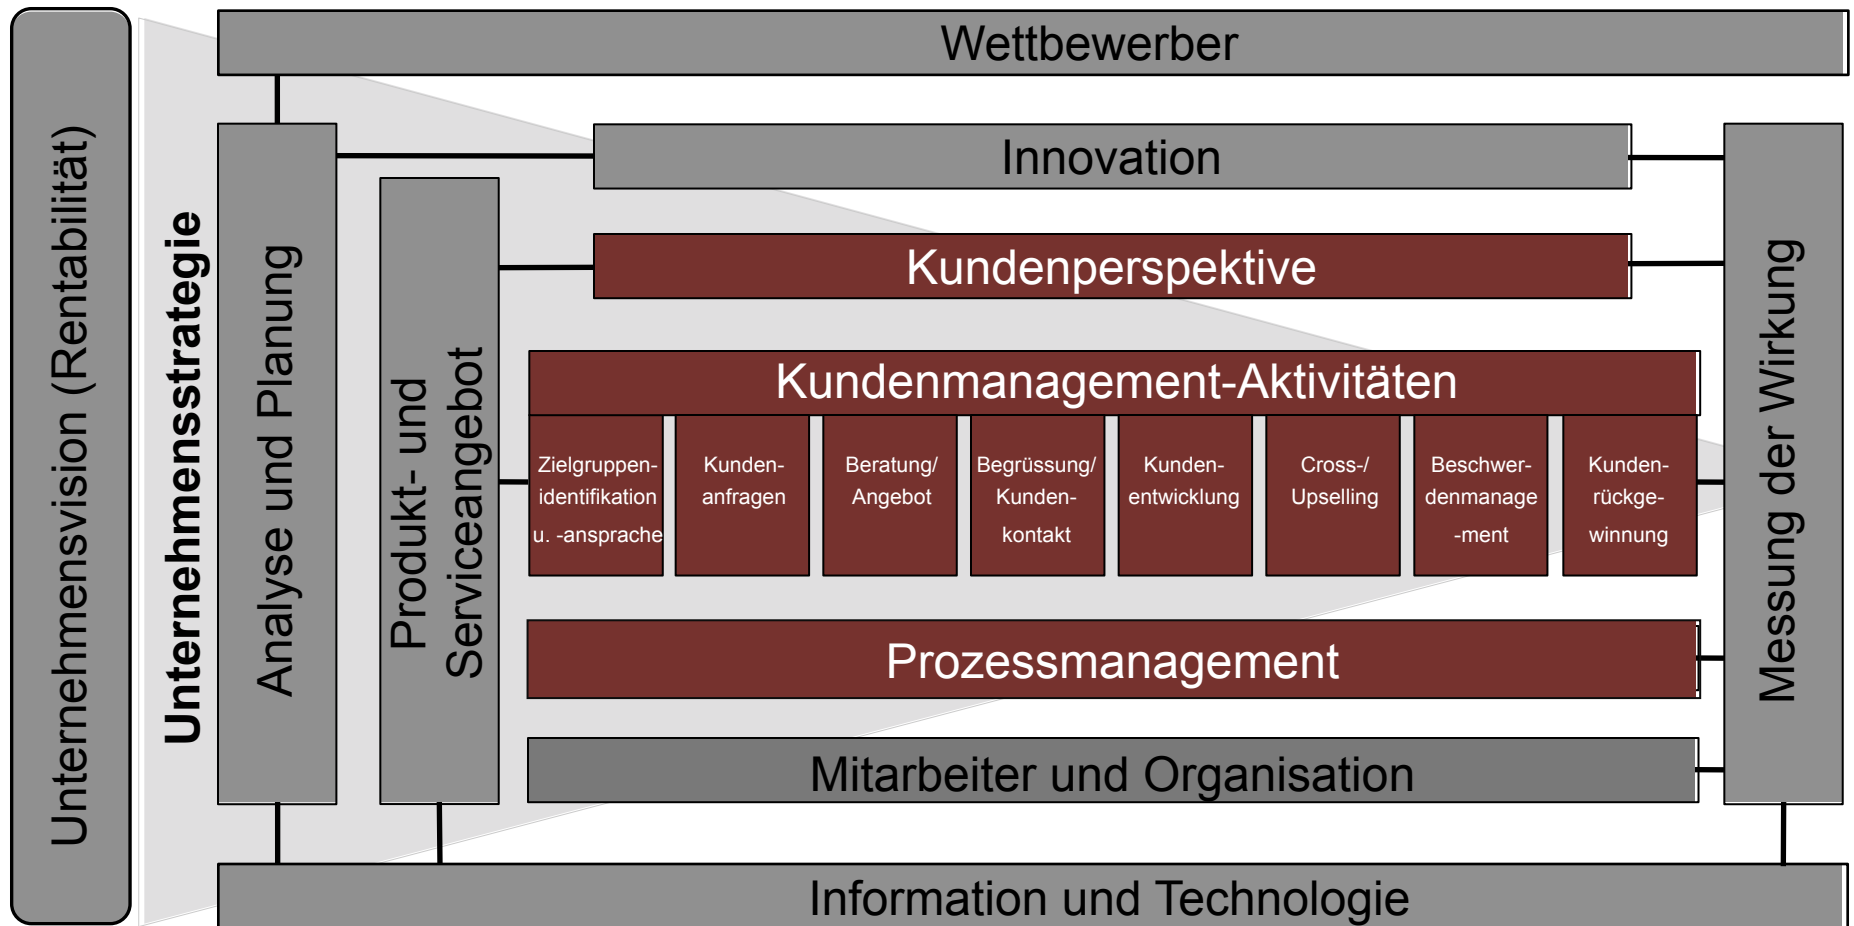 Unternehmensvision (Rentabilität)
Unternehmensstrategie
Wettbewerber
Analyse und Planung
Produkt- und
Serviceangebot
Innovation
Kundenperspektive
Kundenmanagement-Aktivitäten
Zielgruppen-
identifikation
u. -ansprache
Kunden-
anfragen
Beratung/
Angebot
Begrüssung/
Kunden-
kontakt
Kunden-
entwicklung
Cross-/
Upselling
Beschwer-
denmanage
-ment
Kunden-
rückge-
winnung
Prozessmanagement
Mitarbeiter und Organisation
Messung der Wirkung
Information und Technologie